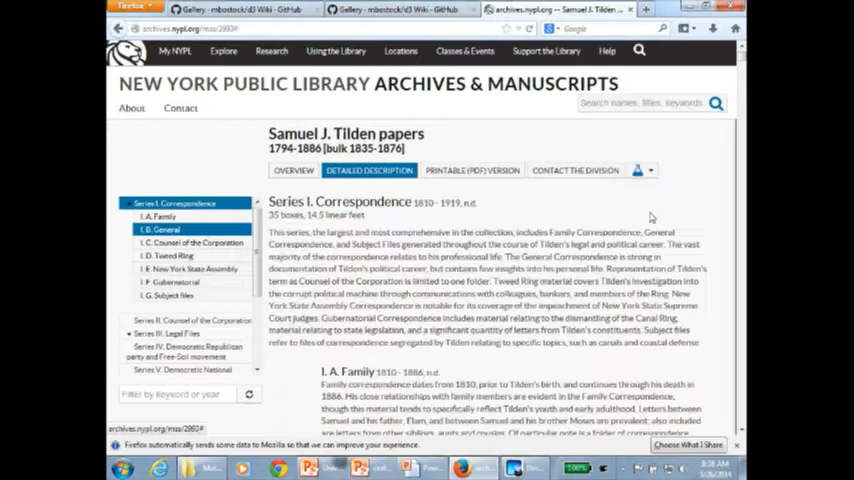 Firefox
Gallery · mbostock/d3 Wiki · GitHub
Gallery · mbostock/d3 Wiki · GitHub
archives.nypl.org -- Samuel J. Tilden ...
archives.nypl.org/mss/2993#
Google
My NYPL Explore Research Using the Library Locations Classes & Events Support the Library Help
NEW YORK PUBLIC LIBRARY ARCHIVES & MANUSCRIPTS
Search names, titles, keywords
About Contact
Samuel J. Tilden papers
1794-1886 [bulk 1835-1876]
OVERVIEW DETAILED DESCRIPTION PRINTABLE (PDF) VERSION CONTACT THE DIVISION
Series I. Correspondence
I. A. Family
I. B. General
I. C. Counsel of the Corporation
I. D. Tweed Ring
I. E. New York State Assembly
I. F. Gubernatorial
I. G. Subject files
Series II. Counsel of the Corporation
Series III. Legal Files
Series IV. Democratic Republican
party and Free-Soil movement
Series V. Democratic National
Filter by keyword or year
Series I. Correspondence 1810 - 1919, n.d.
35 boxes, 14.5 linear feet
This series, the largest and most comprehensive in the collection, includes Family Correspondence, General
Correspondence, and Subject Files generated throughout the course of Tilden's legal and political career. The vast
majority of the correspondence relates to his professional life. The General Correspondence is strong in
documentation of Tilden's political career, but contains few insights into his personal life. Representation of Tilden's
term as Counsel of the Corporation is limited to one folder. Tweed Ring material covers Tilden's investigation into
the corrupt political machine through communications with colleagues, bankers, and members of the Ring. New
York State Assembly Correspondence is notable for its coverage of the impeachment of New York State Supreme
Court judges. Gubernatorial Correspondence includes material relating to the dismantling of the Canal Ring,
material relating to state legislation, and a significant quantity of letters from Tilden's constituents. Subject files
refer to files of correspondence segregated by Tilden relating to specific topics, such as canals and coastal defense
I. A. Family 1810 - 1886, n.d.
Family correspondence dates from 1810, prior to Tilden's birth, and continues through his death in
1886. His close relationships with family members are evident in the Family Correspondence,
though this material tends to specifically reflect Tilden's youth and early adulthood. Letters between
Samuel and his father, Elam, and between Samuel and his brother Moses are prevalent; also included
are letters from other siblings, aunts and cousins. Of particular note is a folder of correspondence
archives.nypl.org/mss/2993#
Firefox automatically sends some data to Mozilla so that we can improve your experience.
Choose What I Share
100%
9:38 AM
3/26/2014